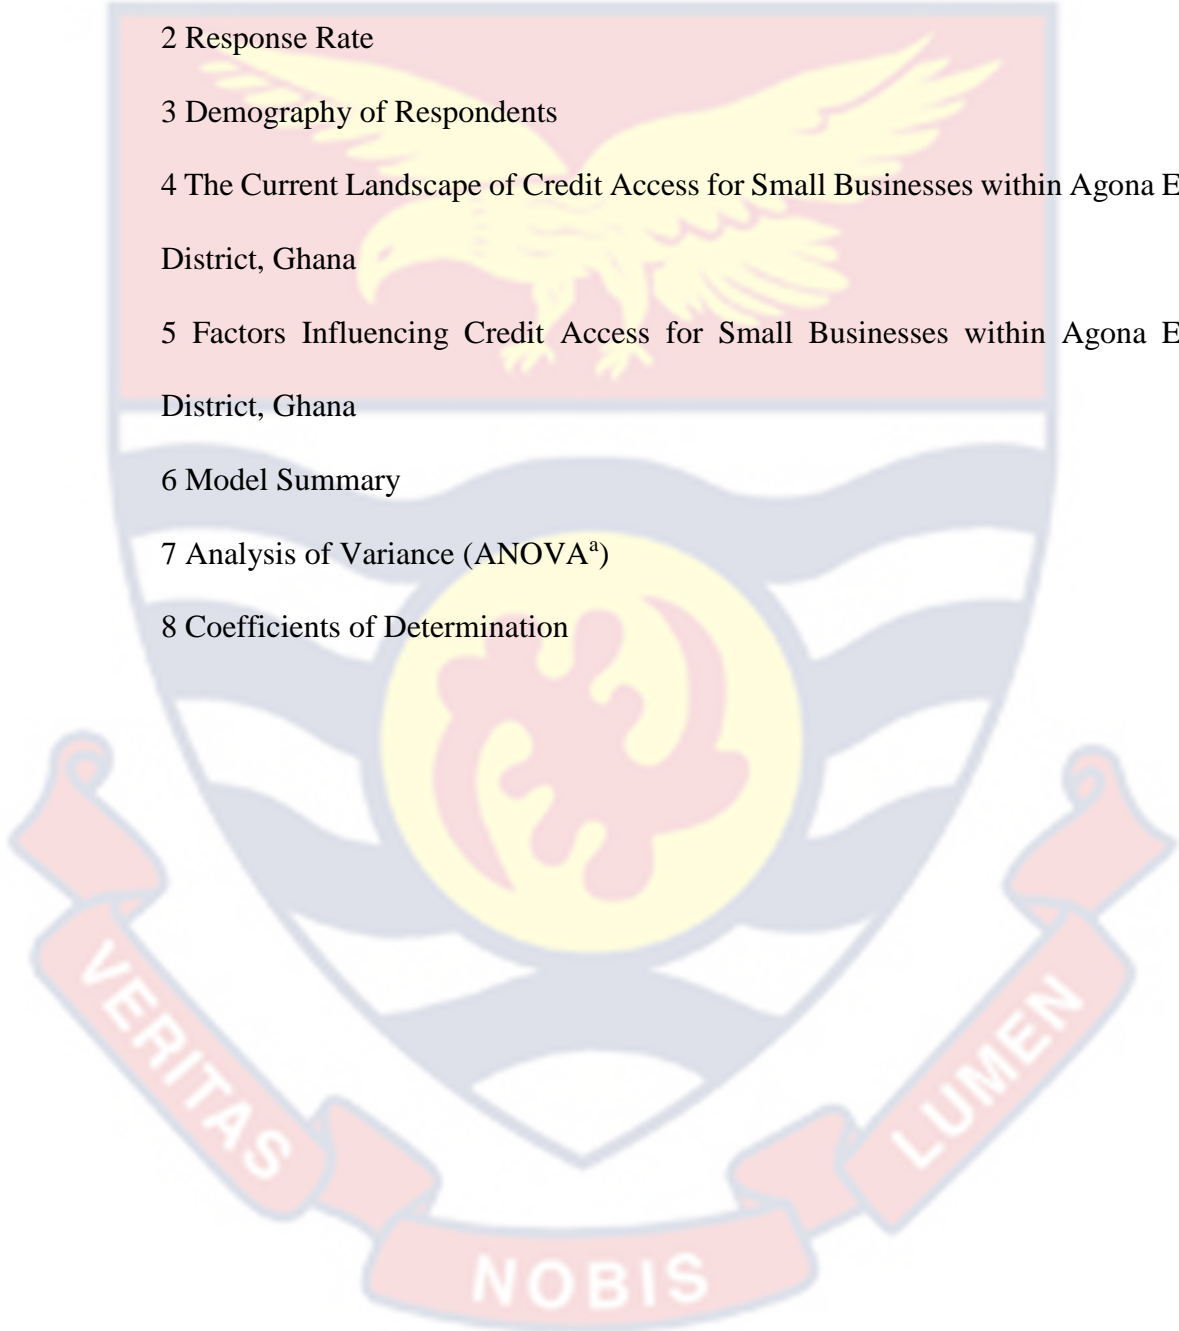 2 Response Rate
3 Demography of Respondents
4 The Current Landscape of Credit Access for Small Businesses within Agona E
District, Ghana
5 Factors Influencing Credit Access for Small Businesses within Agona E
District, Ghana
6 Model Summary
7 Analysis of Variance (ANOVAᵃ)
8 Coefficients of Determination
VERITAS
NOBIS
LUMEN